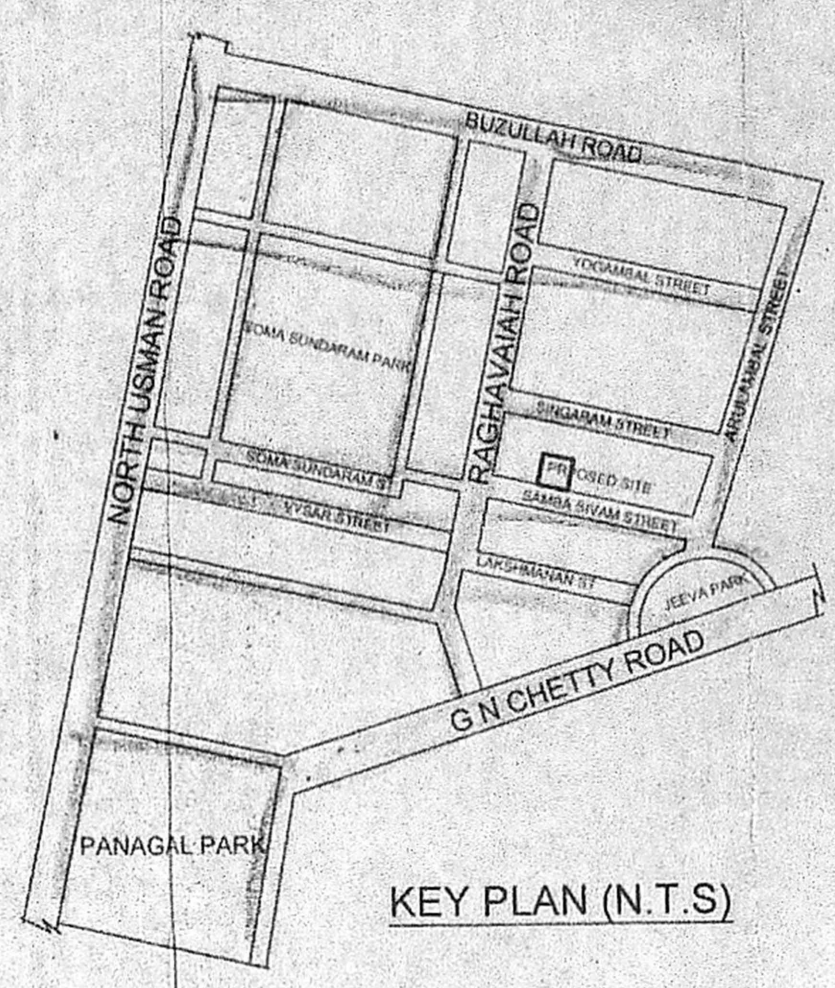 BUZULLAH ROAD
NORTH USMAN ROAD
RAGHAVAIAH ROAD
YOGAMBAL STREET
ARULAMBAL STREET
SOMA SUNDARAM PARK
SINGARAM STREET
SOMA SUNDARAM ST
PROPOSED SITE
SAMBA SIVAM STREET
VYSAR STREET
LAKSHMANAN ST
JEEVA PARK
G N CHETTY ROAD
PANAGAL PARK
KEY PLAN (N.T.S)